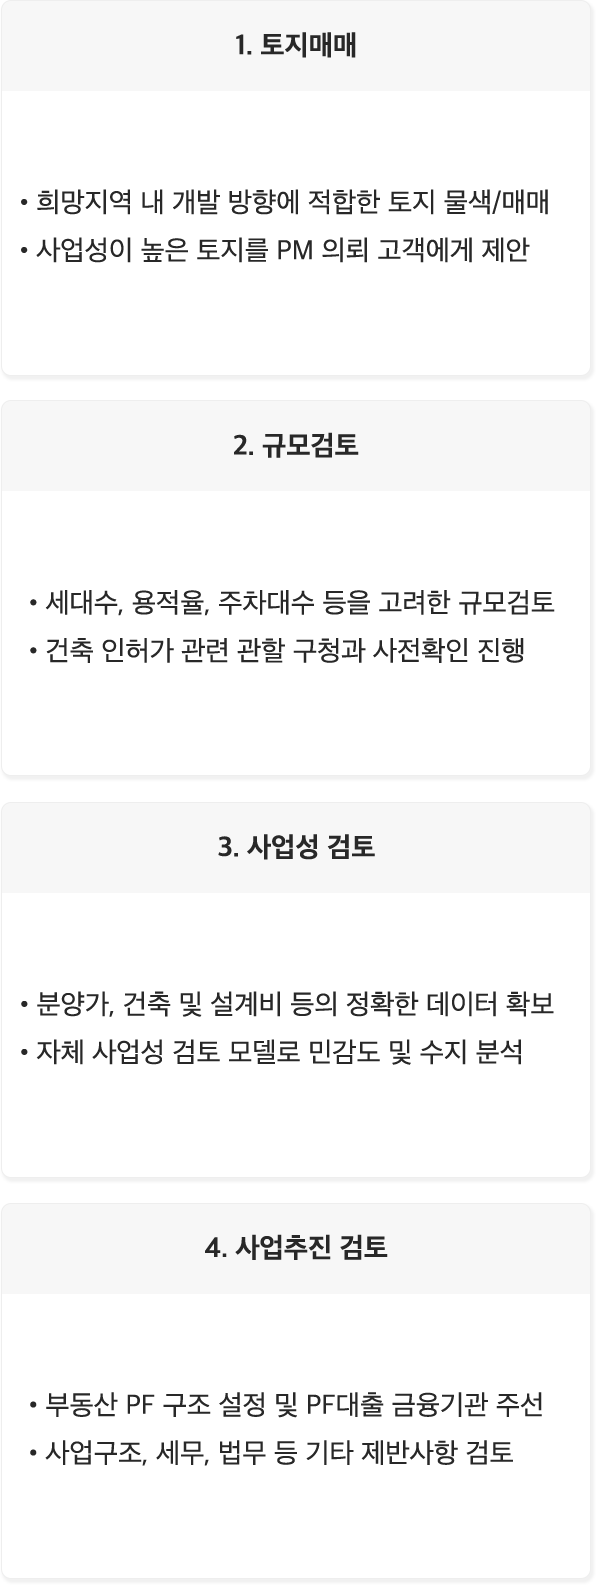 1. 토지매매
• 희망지역 내 개발 방향에 적합한 토지 물색/매매
• 사업성이 높은 토지를 PM 의뢰 고객에게 제안
2. 규모검토
• 세대수, 용적율, 주차대수 등을 고려한 규모검토
• 건축 인허가 관련 관할 구청과 사전확인 진행
3. 사업성 검토
• 분양가, 건축 및 설계비 등의 정확한 데이터 확보
• 자체 사업성 검토 모델로 민감도 및 수지 분석
4. 사업추진 검토
• 부동산 PF 구조 설정 및 PF대출 금융기관 주선
• 사업구조, 세무, 법무 등 기타 제반사항 검토